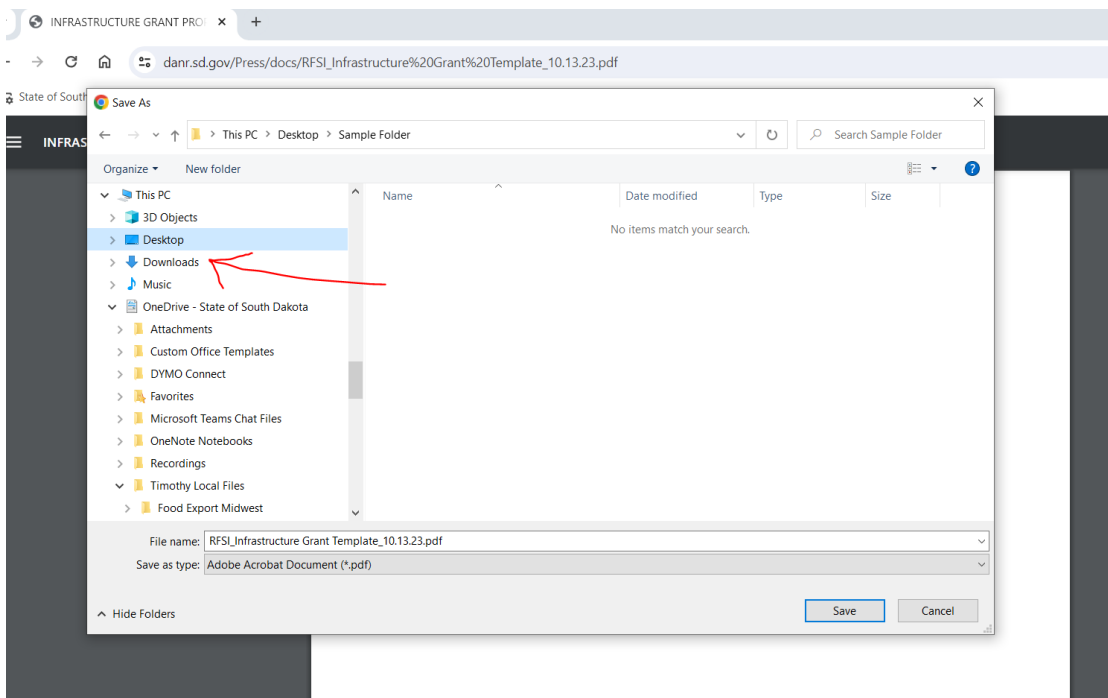 INFRASTRUCTURE GRANT PRO
danr.sd.gov/Press/docs/RFSI_Infrastructure%20Grant%20Template_10.13.23.pdf
State of South
Save As
INFRAS
This PC > Desktop > Sample Folder
Search Sample Folder
Organize
New folder
This PC
Name
Date modified
Type
Size
3D Objects
No items match your search.
Desktop
Downloads
Music
OneDrive - State of South Dakota
Attachments
Custom Office Templates
DYMO Connect
Favorites
Microsoft Teams Chat Files
OneNote Notebooks
Recordings
Timothy Local Files
Food Export Midwest
File name: RFSI_Infrastructure Grant Template_10.13.23.pdf
Save as type: Adobe Acrobat Document (*.pdf)
Hide Folders
Save
Cancel